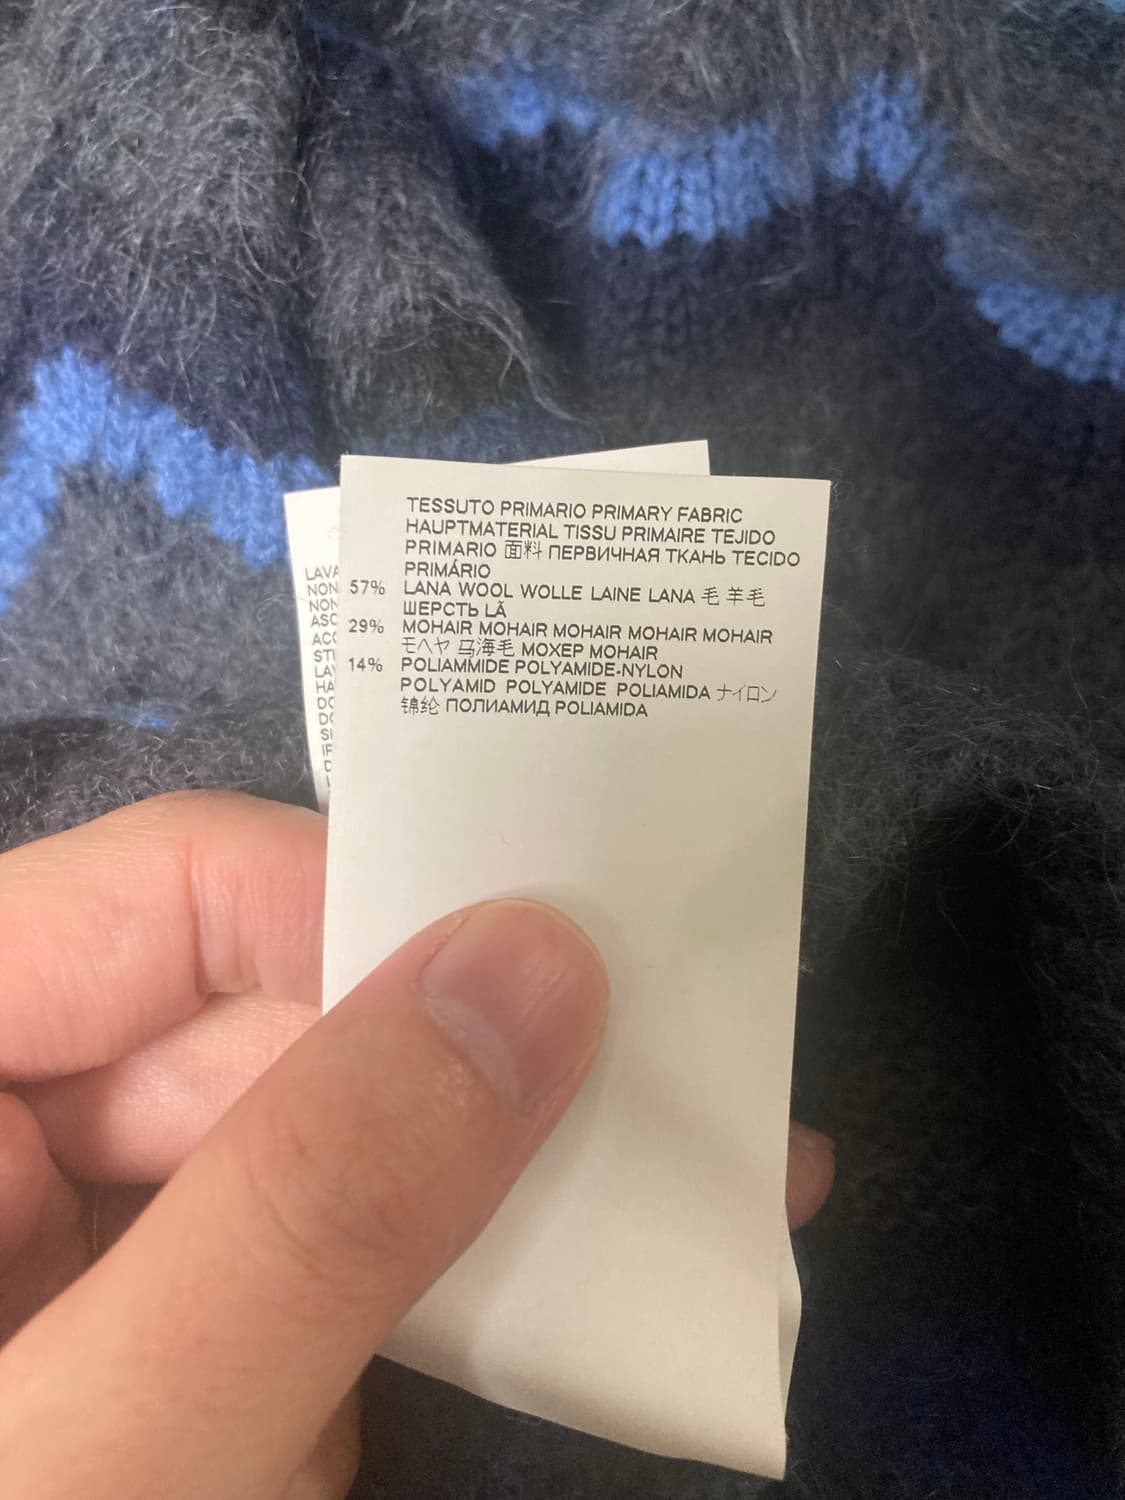 TESSUTO PRIMARIO PRIMARY FABRIC
HAUPTMATERIAL TISSU PRIMAIRE TEJIDO
PRIMARIO 面料 ПЕРВИЧНАЯ ТКАНЬ TECIDO
PRIMÁRIO
57% LANA WOOL WOLLE LAINE LANA 毛 羊毛
ШЕРСТЬ LÃ
29% MOHAIR MOHAIR MOHAIR MOHAIR MOHAIR
モヘヤ 马海毛 МОХЕР MOHAIR
14% POLIAMMIDE POLYAMIDE-NYLON
POLYAMID POLYAMIDE POLIAMIDA ナイロン
锦纶 ПОЛИАМИД POLIAMIDA
NON
NON